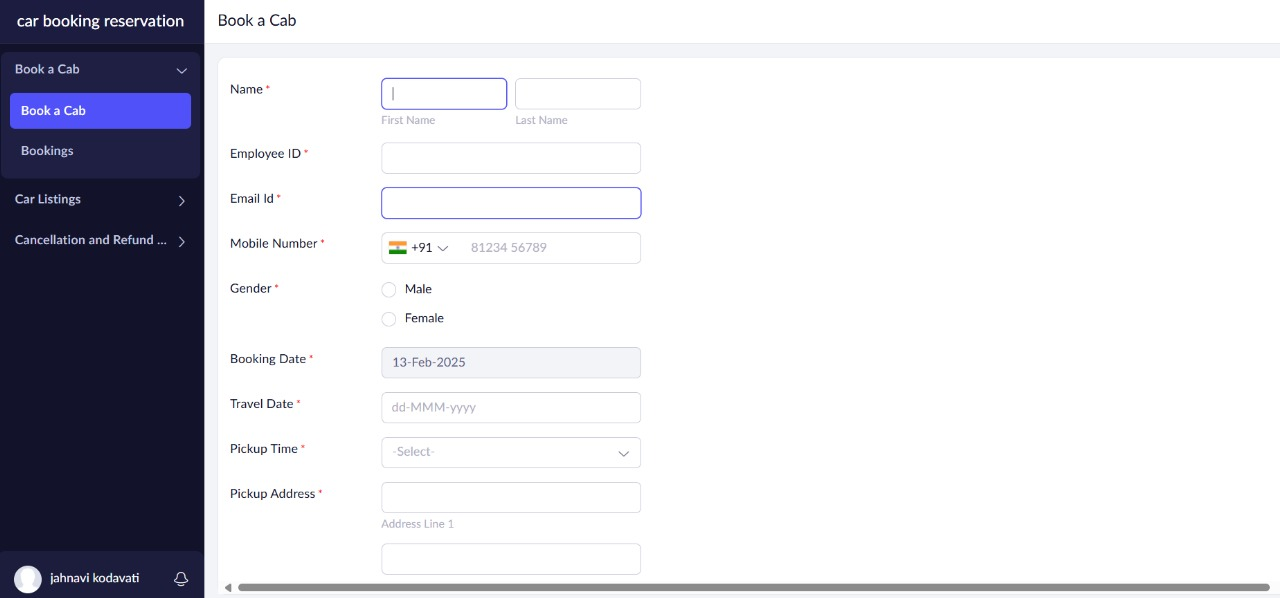 car booking reservation
Book a Cab
Book a Cab
Book a Cab
Bookings
Car Listings
Cancellation and Refund ...
jahnavi kodavati
Name *
First Name
Last Name
Employee ID *
Email Id *
Mobile Number *
+91
81234 56789
Gender *
Male
Female
Booking Date *
13-Feb-2025
Travel Date *
dd-MMM-yyyy
Pickup Time *
-Select-
Pickup Address *
Address Line 1